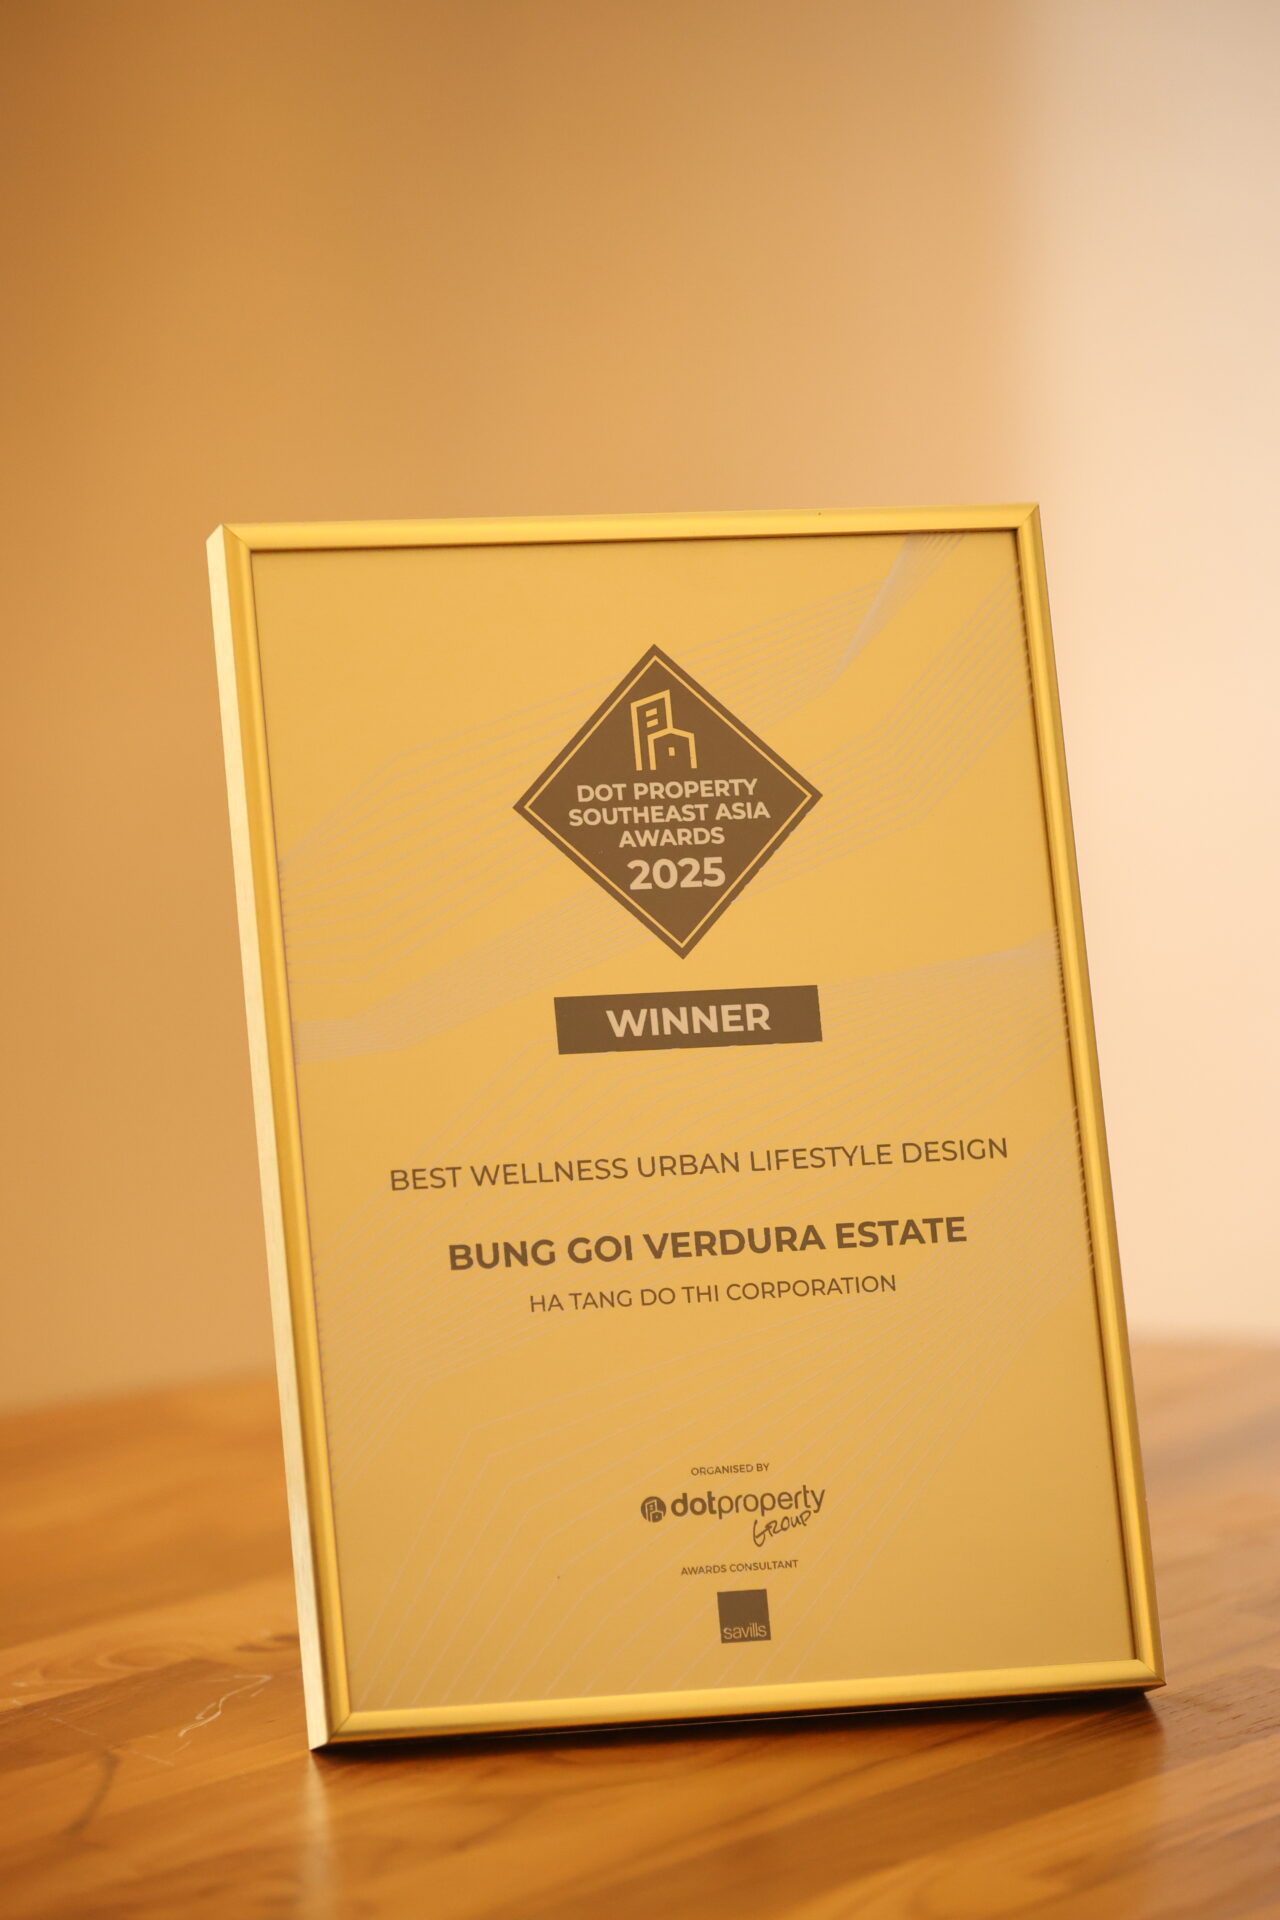 DOT PROPERTY
SOUTHEAST ASIA
AWARDS
2025
WINNER
BEST WELLNESS URBAN LIFESTYLE DESIGN
BUNG GOI VERDURA ESTATE
HA TANG DO THI CORPORATION
ORGANISED BY
dotproperty
GROUP
AWARDS CONSULTANT
savills